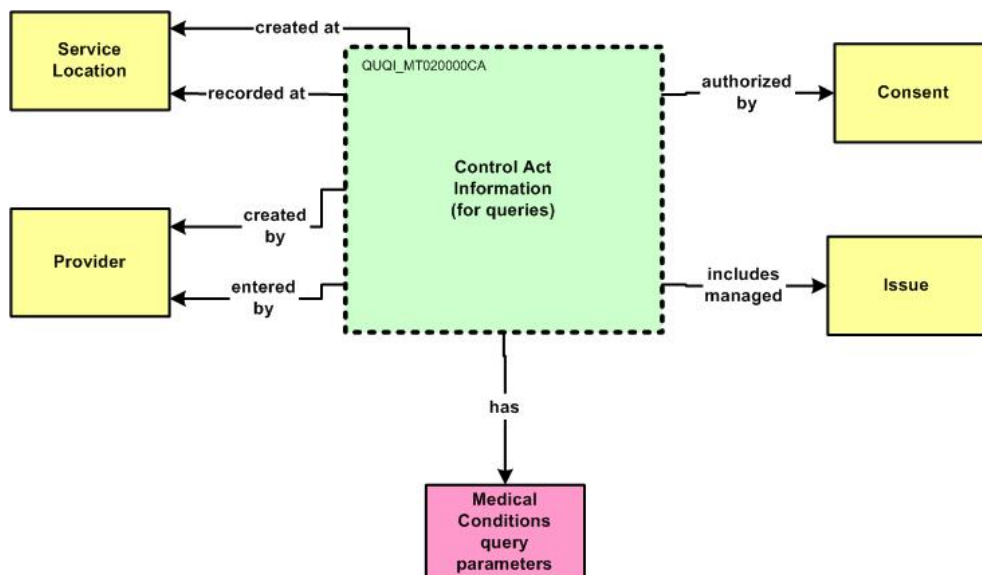 created at
Service
Location
QUQI_MT020000CA
recorded at
authorized
by
Consent
Control Act
Information
(for queries)
created
by
Provider
entered
by
includes
managed
Issue
has
Medical
Conditions
query
parameters